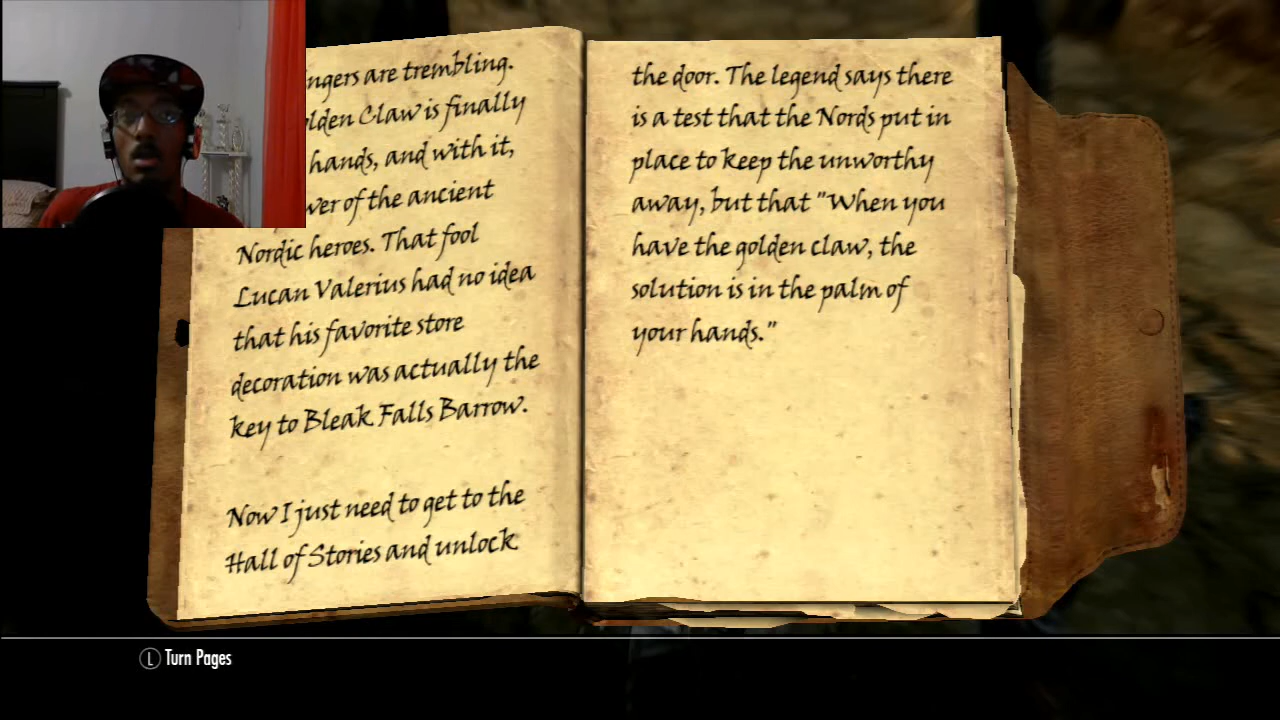 ingers are trembling.
olden Claw is finally
hands, and with it,
wer of the ancient
Nordic heroes. That fool
Lucan Valerius had no idea
that his favorite store
decoration was actually the
key to Bleak Falls Barrow.
Now I just need to get to the
Hall of Stories and unlock
the door. The legend says there
is a test that the Nords put in
place to keep the unworthy
away, but that "When you
have the golden claw, the
solution is in the palm of
your hands."
L Turn Pages